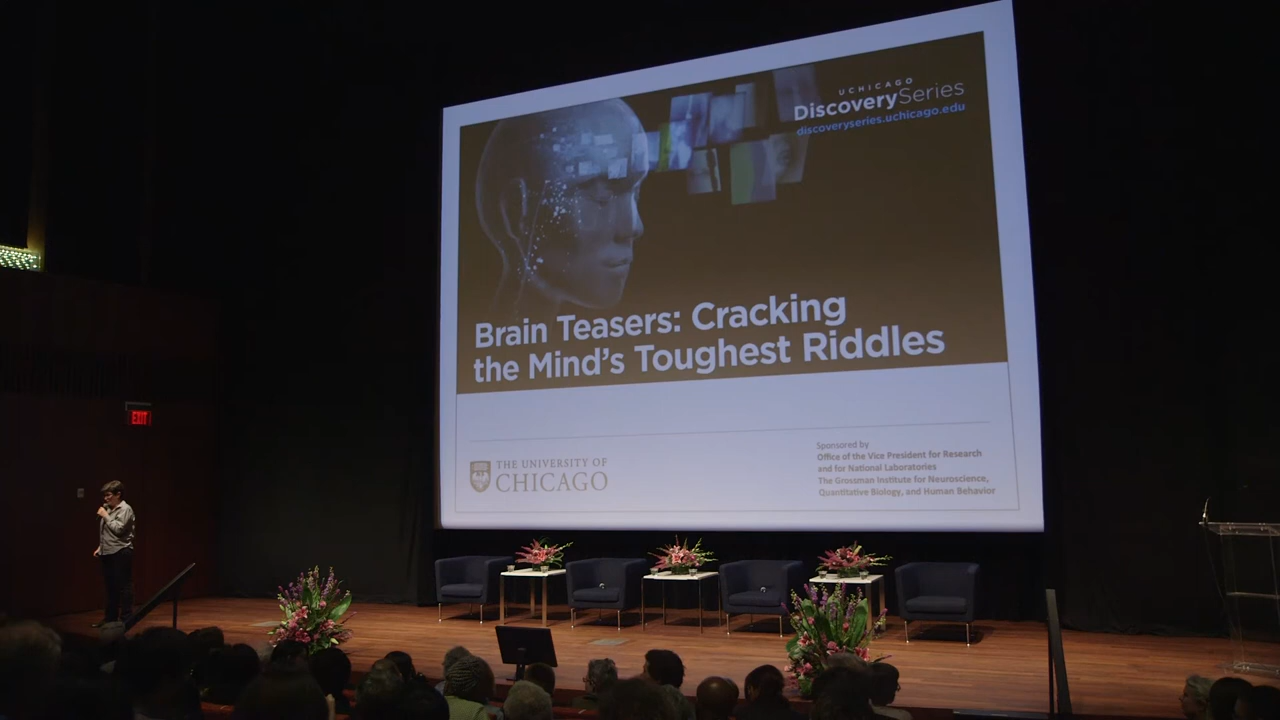 UCHICAGO
DiscoverySeries
discoveryseries.uchicago.edu
Brain Teasers: Cracking
the Mind's Toughest Riddles
THE UNIVERSITY OF
CHICAGO
Sponsored by
Office of the Vice President for Research
and for National Laboratories
The Grossman Institute for Neuroscience,
Quantitative Biology, and Human Behavior
EXIT